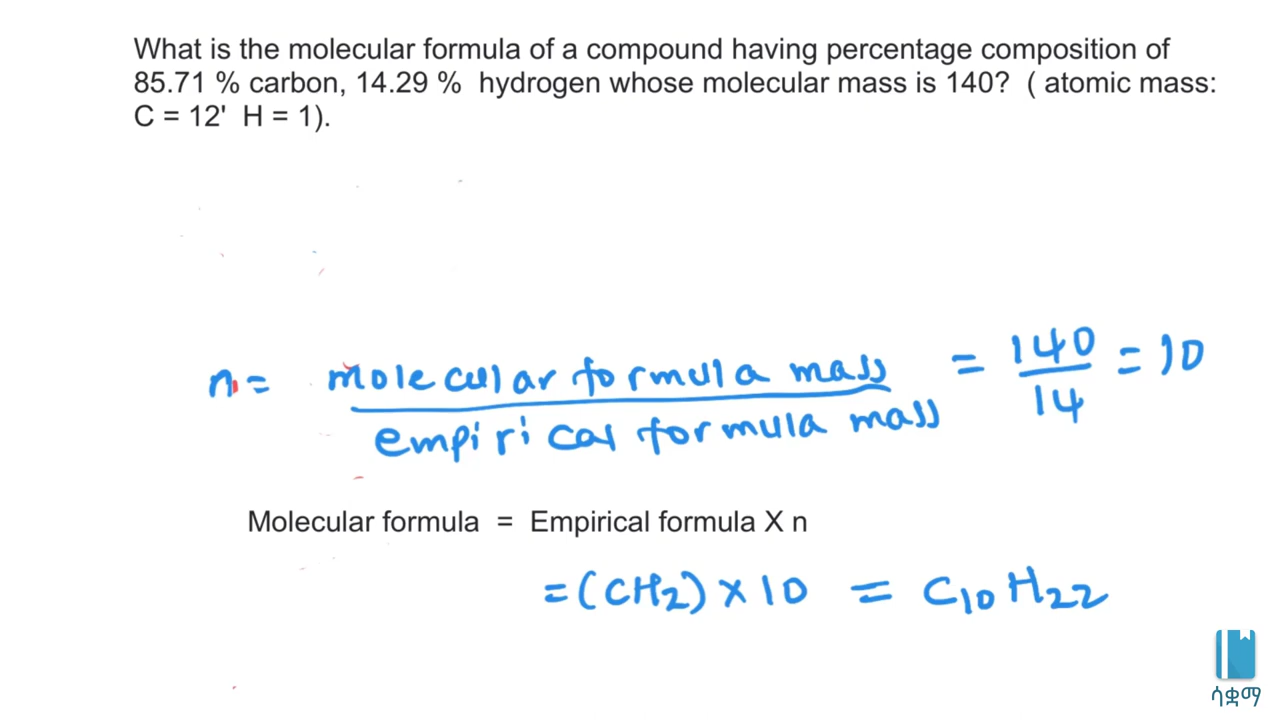 What is the molecular formula of a compound having percentage composition of
85.71 % carbon, 14.29 % hydrogen whose molecular mass is 140? ( atomic mass:
C = 12' H = 1).
n = molecular formula mass / empirical formula mass = 140 / 14 = 10
Molecular formula = Empirical formula X n
= (CH₂) × 10 = C₁₀H₂₂
ሳቋማ